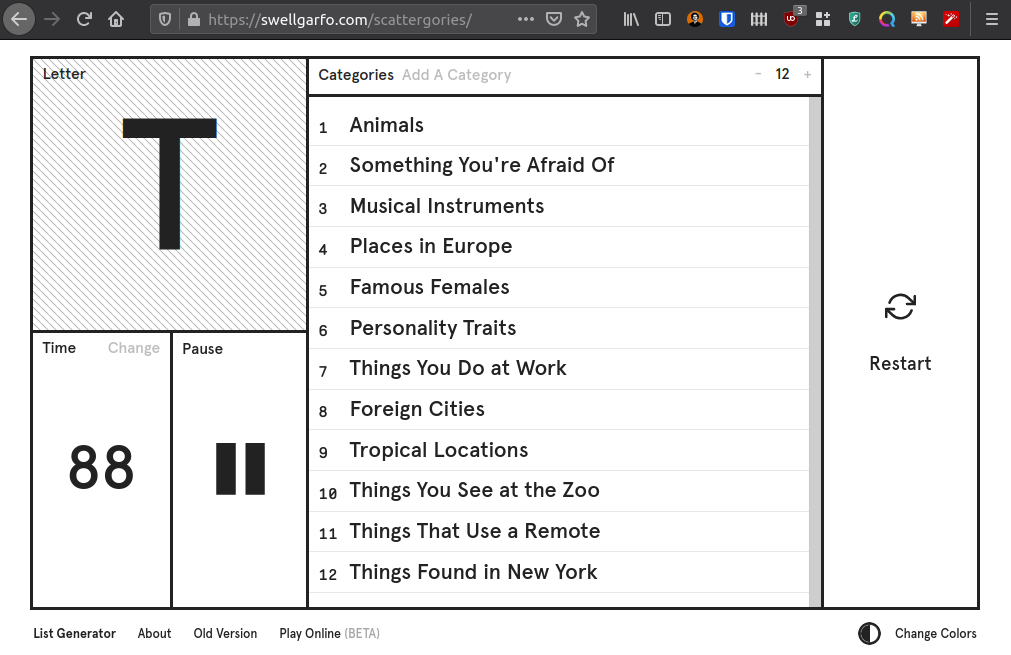 https://swellgarfo.com/scattergories/
3
Letter
T
Time Change
88
Pause
Categories Add A Category - 12 +
1 Animals
2 Something You're Afraid Of
3 Musical Instruments
4 Places in Europe
5 Famous Females
6 Personality Traits
7 Things You Do at Work
8 Foreign Cities
9 Tropical Locations
10 Things You See at the Zoo
11 Things That Use a Remote
12 Things Found in New York
Restart
List Generator About Old Version Play Online (BETA) Change Colors